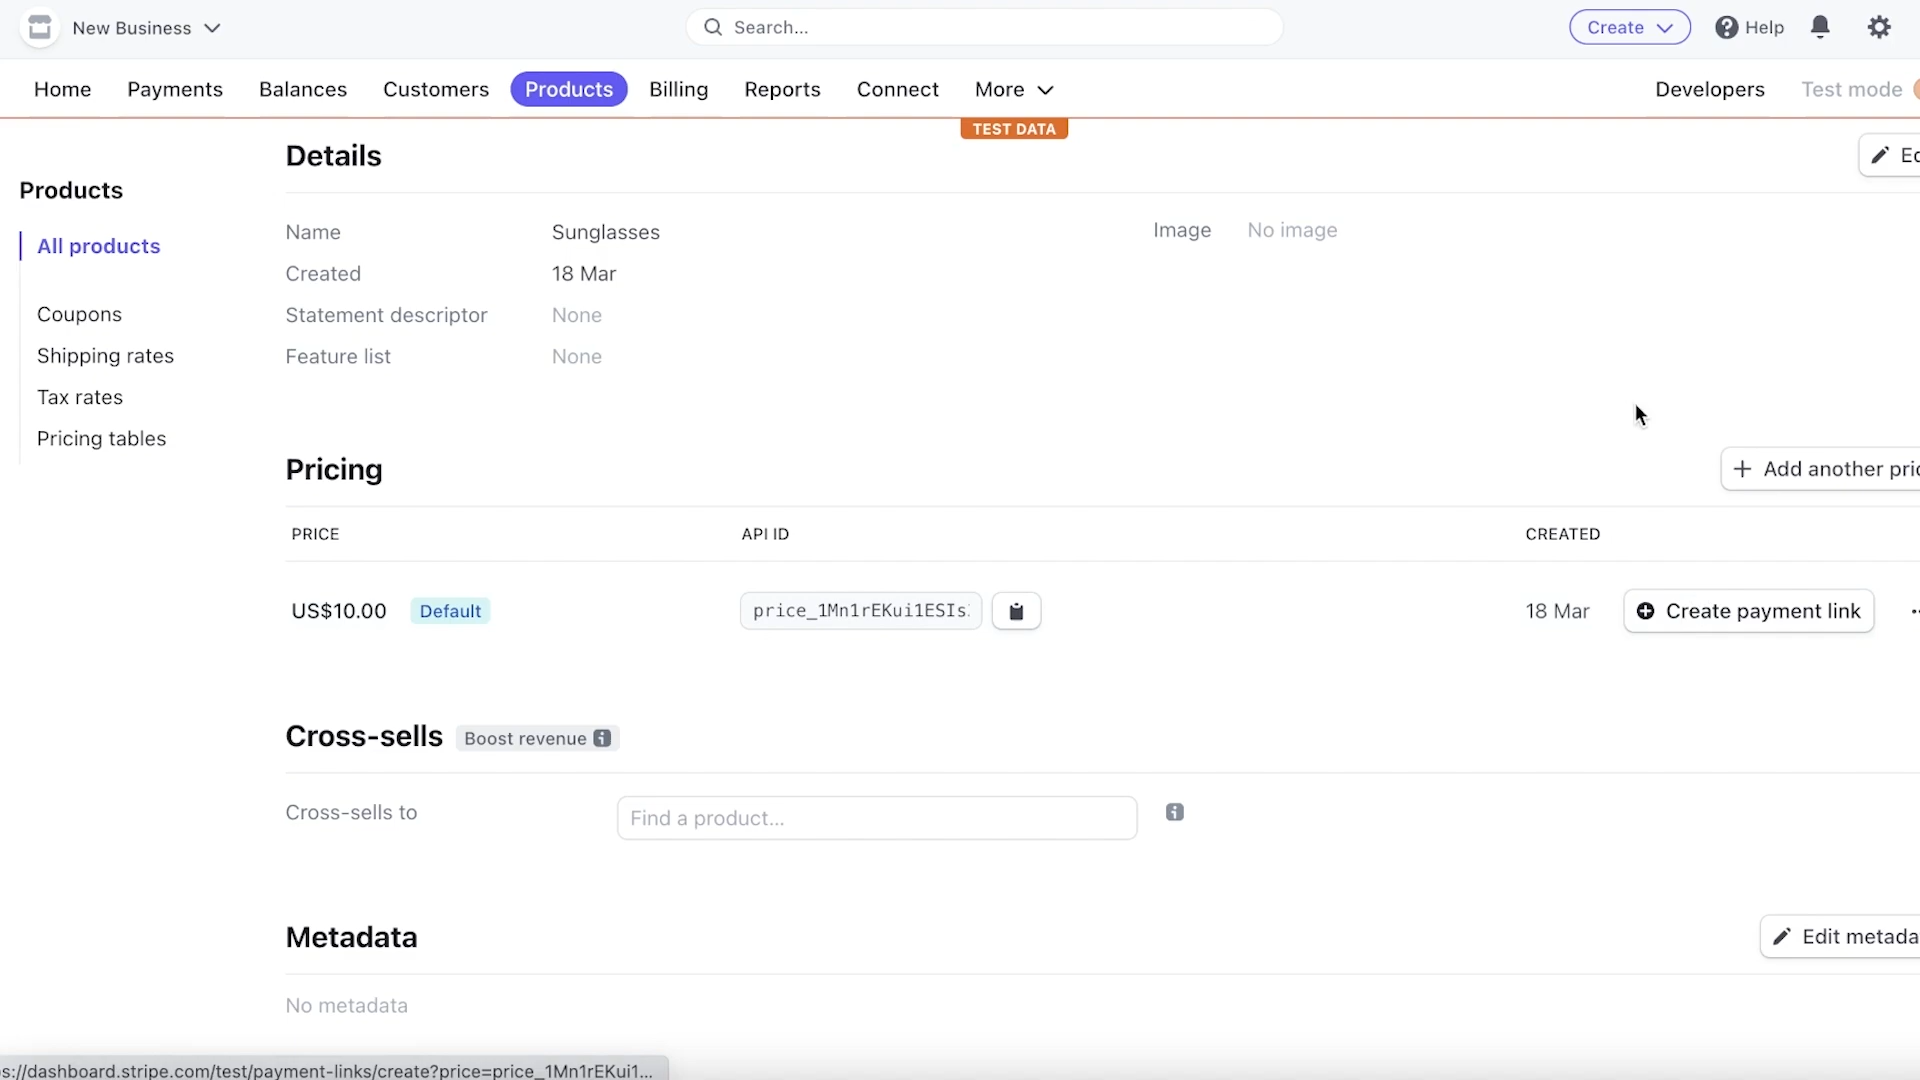 New Business
Search...
Create
Help
Home
Payments
Balances
Customers
Products
Billing
Reports
Connect
More
Developers
Test mode
TEST DATA
Products
All products
Coupons
Shipping rates
Tax rates
Pricing tables
Details
Name
Sunglasses
Image
No image
Created
18 Mar
Statement descriptor
None
Feature list
None
Pricing
Add another
PRICE
API ID
CREATED
US$10.00
Default
price_1Mn1rEKui1ESIs
18 Mar
Create payment link
Cross-sells
Boost revenue
Cross-sells to
Find a product...
Metadata
Edit
No metadata
s://dashboard.stripe.com/test/payment-links/create?price=price_1Mn1rEKui1...